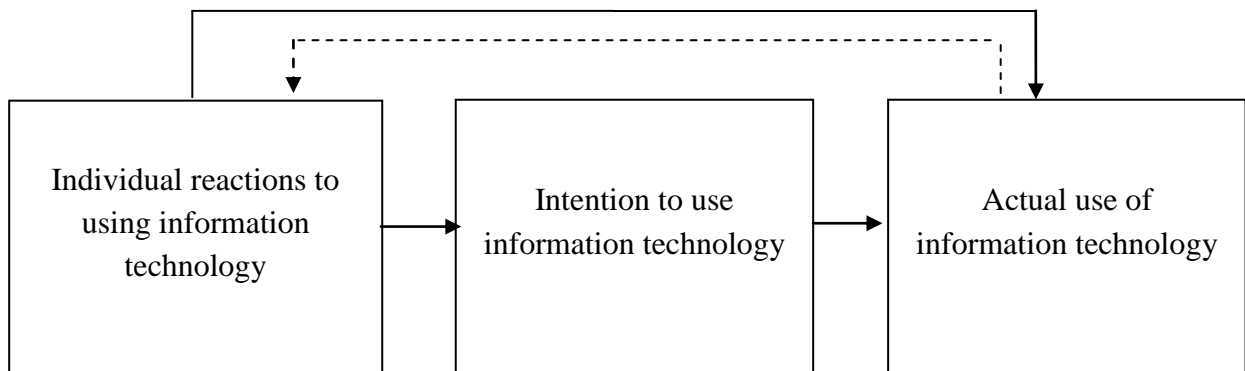 Individual reactions to
using information
technology
Intention to use
information technology
Actual use of
information technology